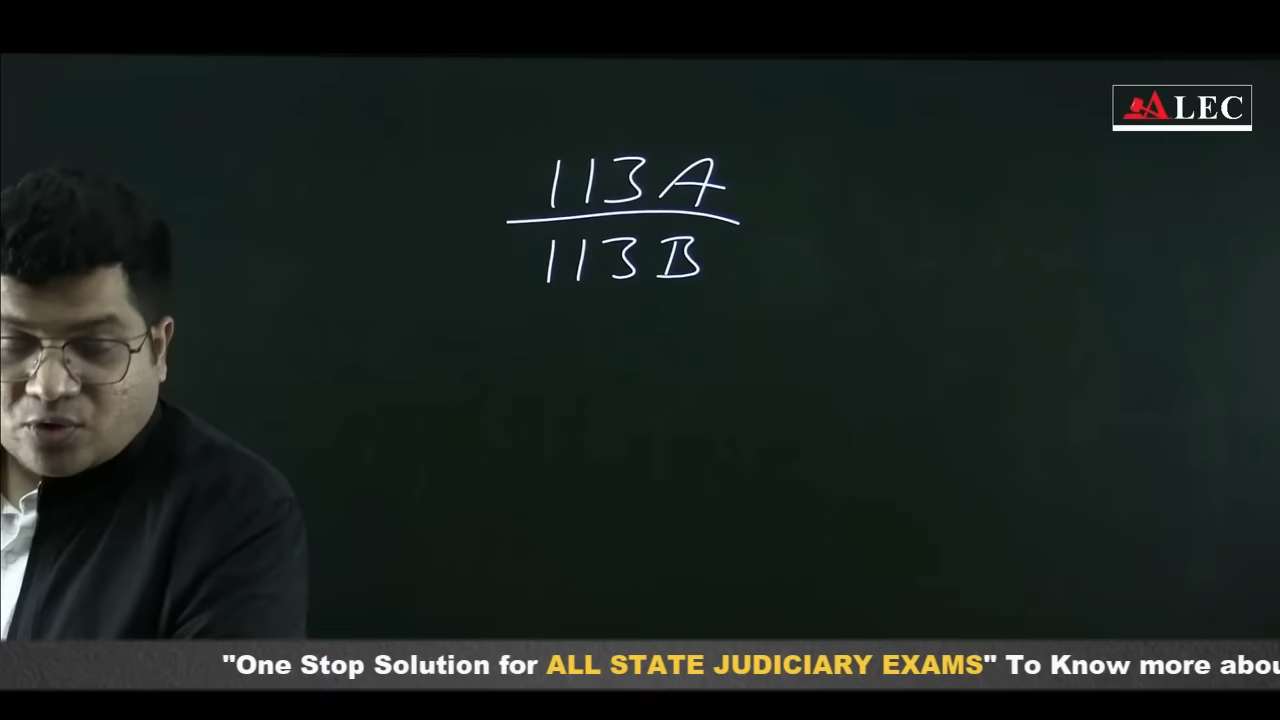 ALEC
113A
113B
"One Stop Solution for ALL STATE JUDICIARY EXAMS" To Know more abou